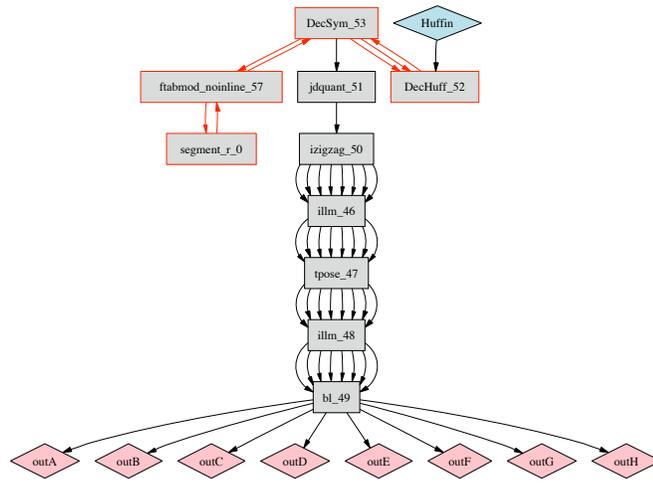 DecSym_53
Huffin
ftabmod_noinline_57
jdquant_51
DecHuff_52
segment_r_0
izigzag_50
illm_46
tpose_47
illm_48
bl_49
outA
outB
outC
outD
outE
outF
outG
outH